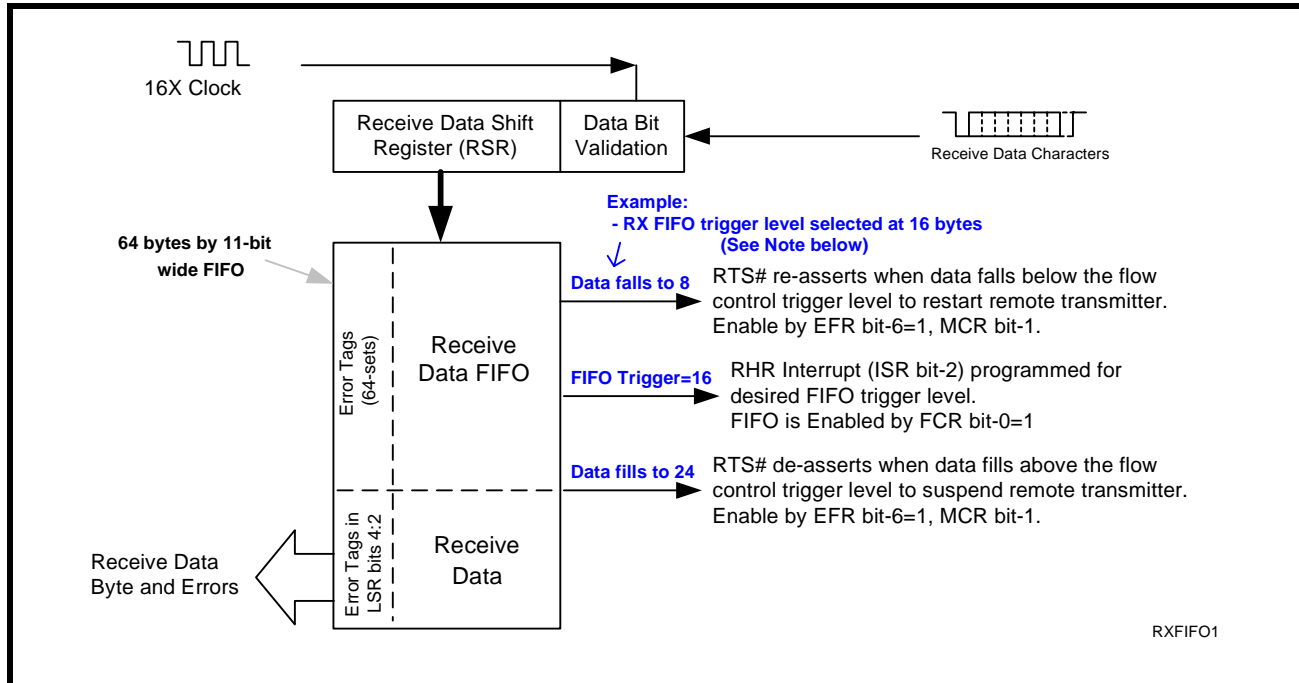 16X Clock
Receive Data Shift
Register (RSR)
Data Bit
Validation
Receive Data Characters
Example:
- RX FIFO trigger level selected at 16 bytes
(See Note below)
64 bytes by 11-bit
wide FIFO
Error Tags
(64-sets)
Receive
Data FIFO
Data falls to 8
RTS# re-asserts when data falls below the flow
control trigger level to restart remote transmitter.
Enable by EFR bit-6=1, MCR bit-1.
FIFO Trigger=16
RHR Interrupt (ISR bit-2) programmed for
desired FIFO trigger level.
FIFO is Enabled by FCR bit-0=1
Data fills to 24
RTS# de-asserts when data fills above the flow
control trigger level to suspend remote transmitter.
Enable by EFR bit-6=1, MCR bit-1.
Error Tags in
LSR bits 4:2
Receive
Data
Receive Data
Byte and Errors
RXFIFO1